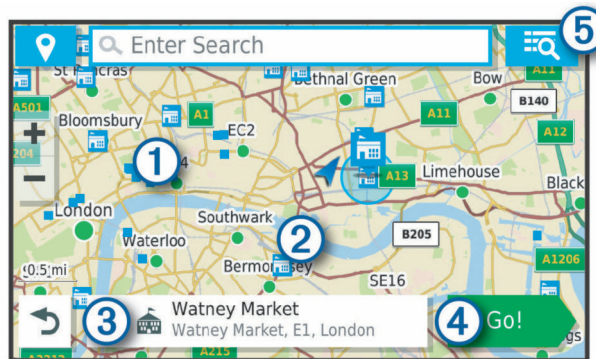 Enter Search
5
St Pancras
Bethnal Green
Bow
A11
A501
B140
Bloomsbury
A1
A11
A12
+
EC2
204
1
4
A13
Limehouse
−
Black
London
Southwark
2
B205
Waterloo
0.5 mi
Bermondsey
A1206
SE16
3
Watney Market
4
Go!
Watney Market, E1, London
gs
A215